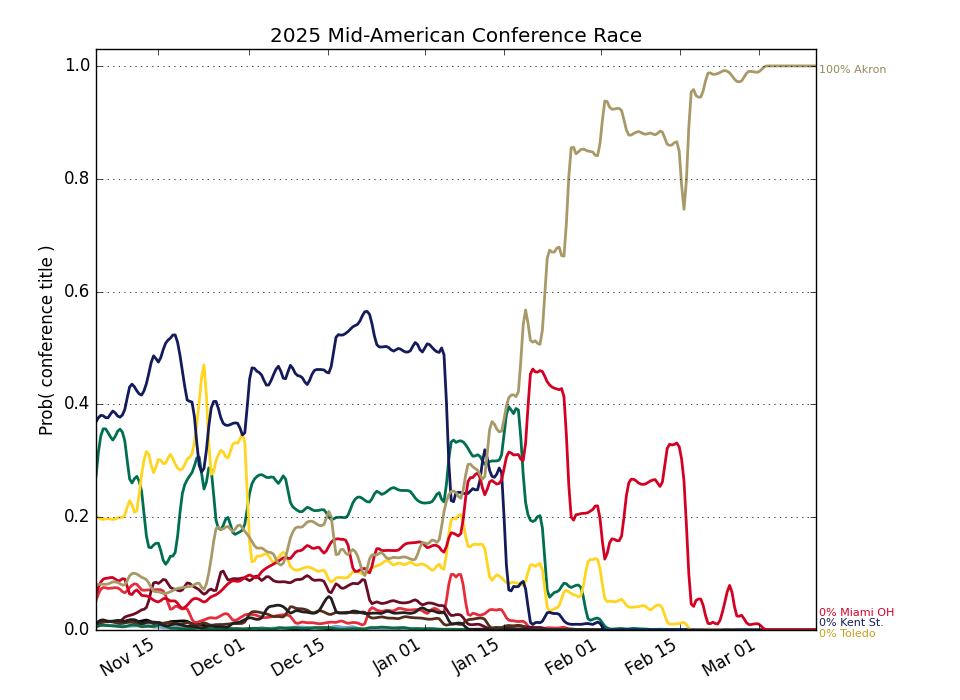 2025 Mid-American Conference Race
Prob( conference title )
1.0
0.8
0.6
0.4
0.2
0.0
100% Akron
0% Miami OH
0% Kent St.
0% Toledo
Nov 15
Dec 01
Dec 15
Jan 01
Jan 15
Feb 01
Feb 15
Mar 01